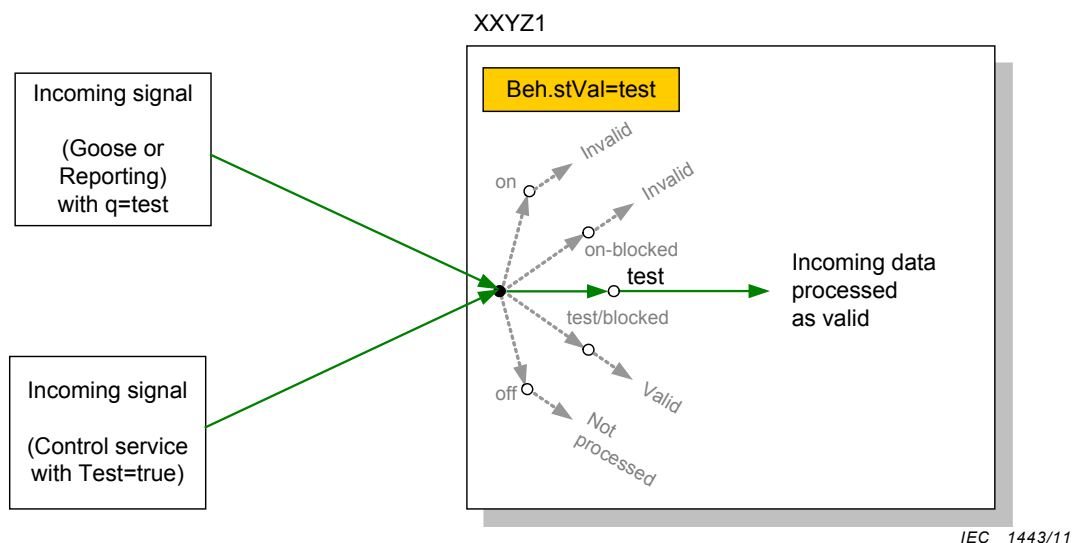 XXYZ1
Incoming signal
(Goose or
Reporting)
with q=test
Beh.stVal=test
on
Invalid
Invalid
on-blocked
test
test/blocked
Valid
off
Not
processed
Incoming data
processed
as valid
Incoming signal
(Control service
with Test=true)
IEC 1443/11